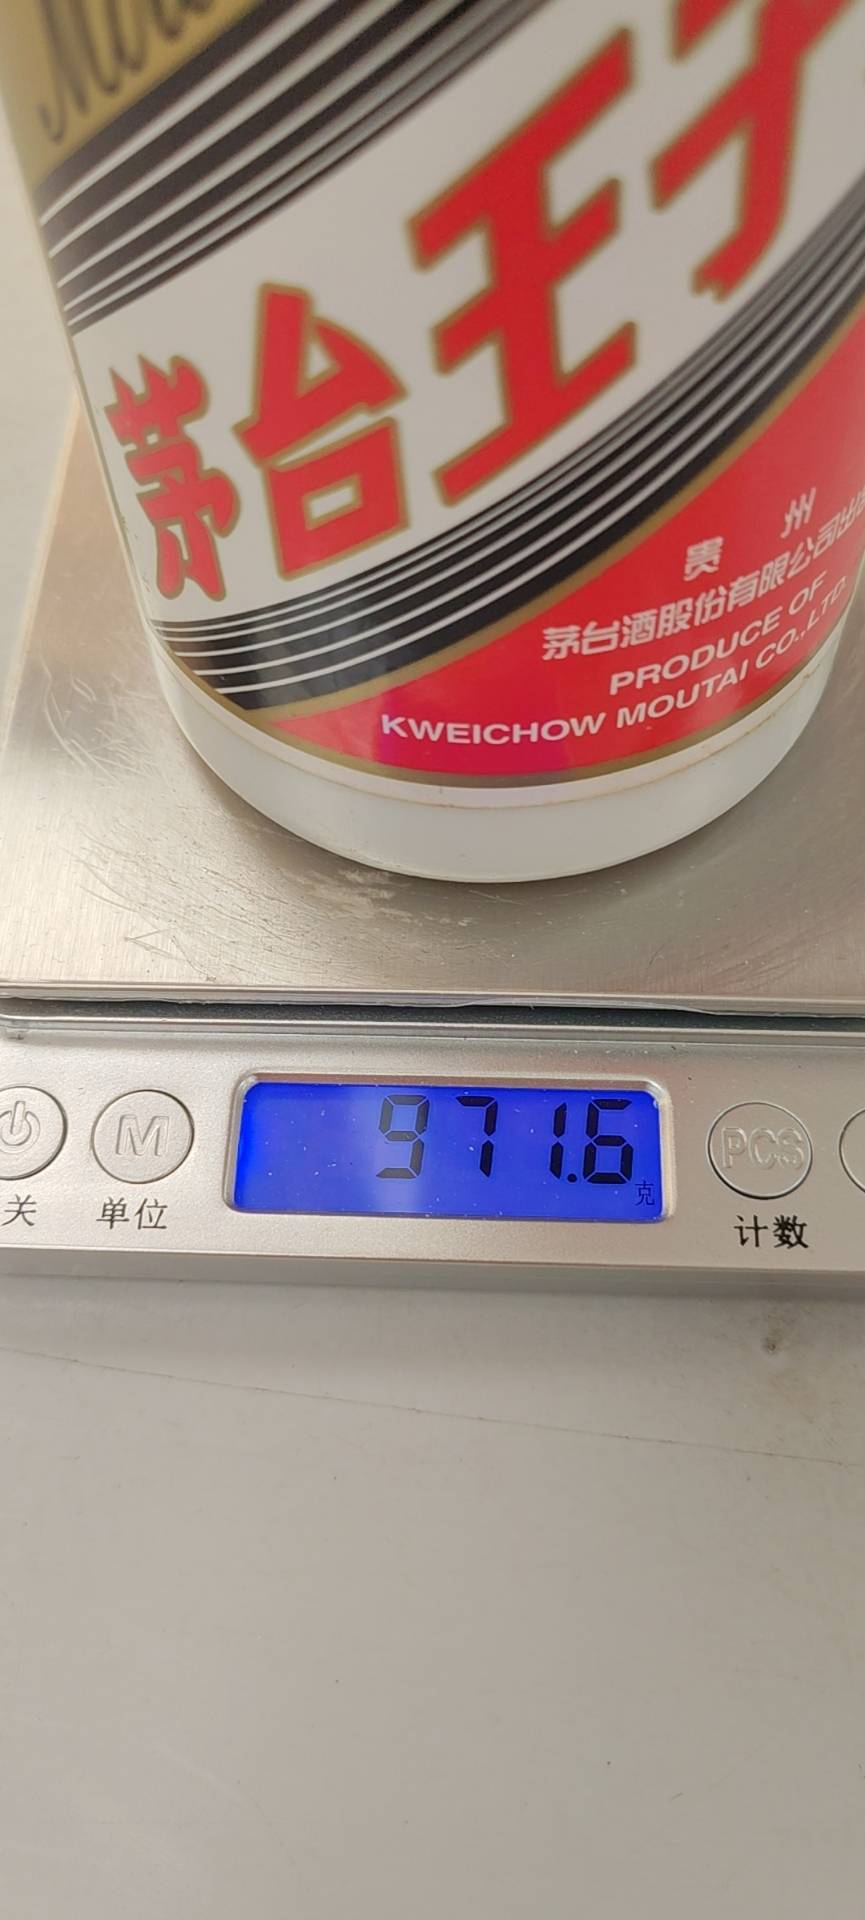 茅台王子
贵州
茅台酒股份有限公司出
PRODUCE OF
KWEICHOW MOUTAI CO.,LTD.
971.6
克
M
PCS
关
单位
计数